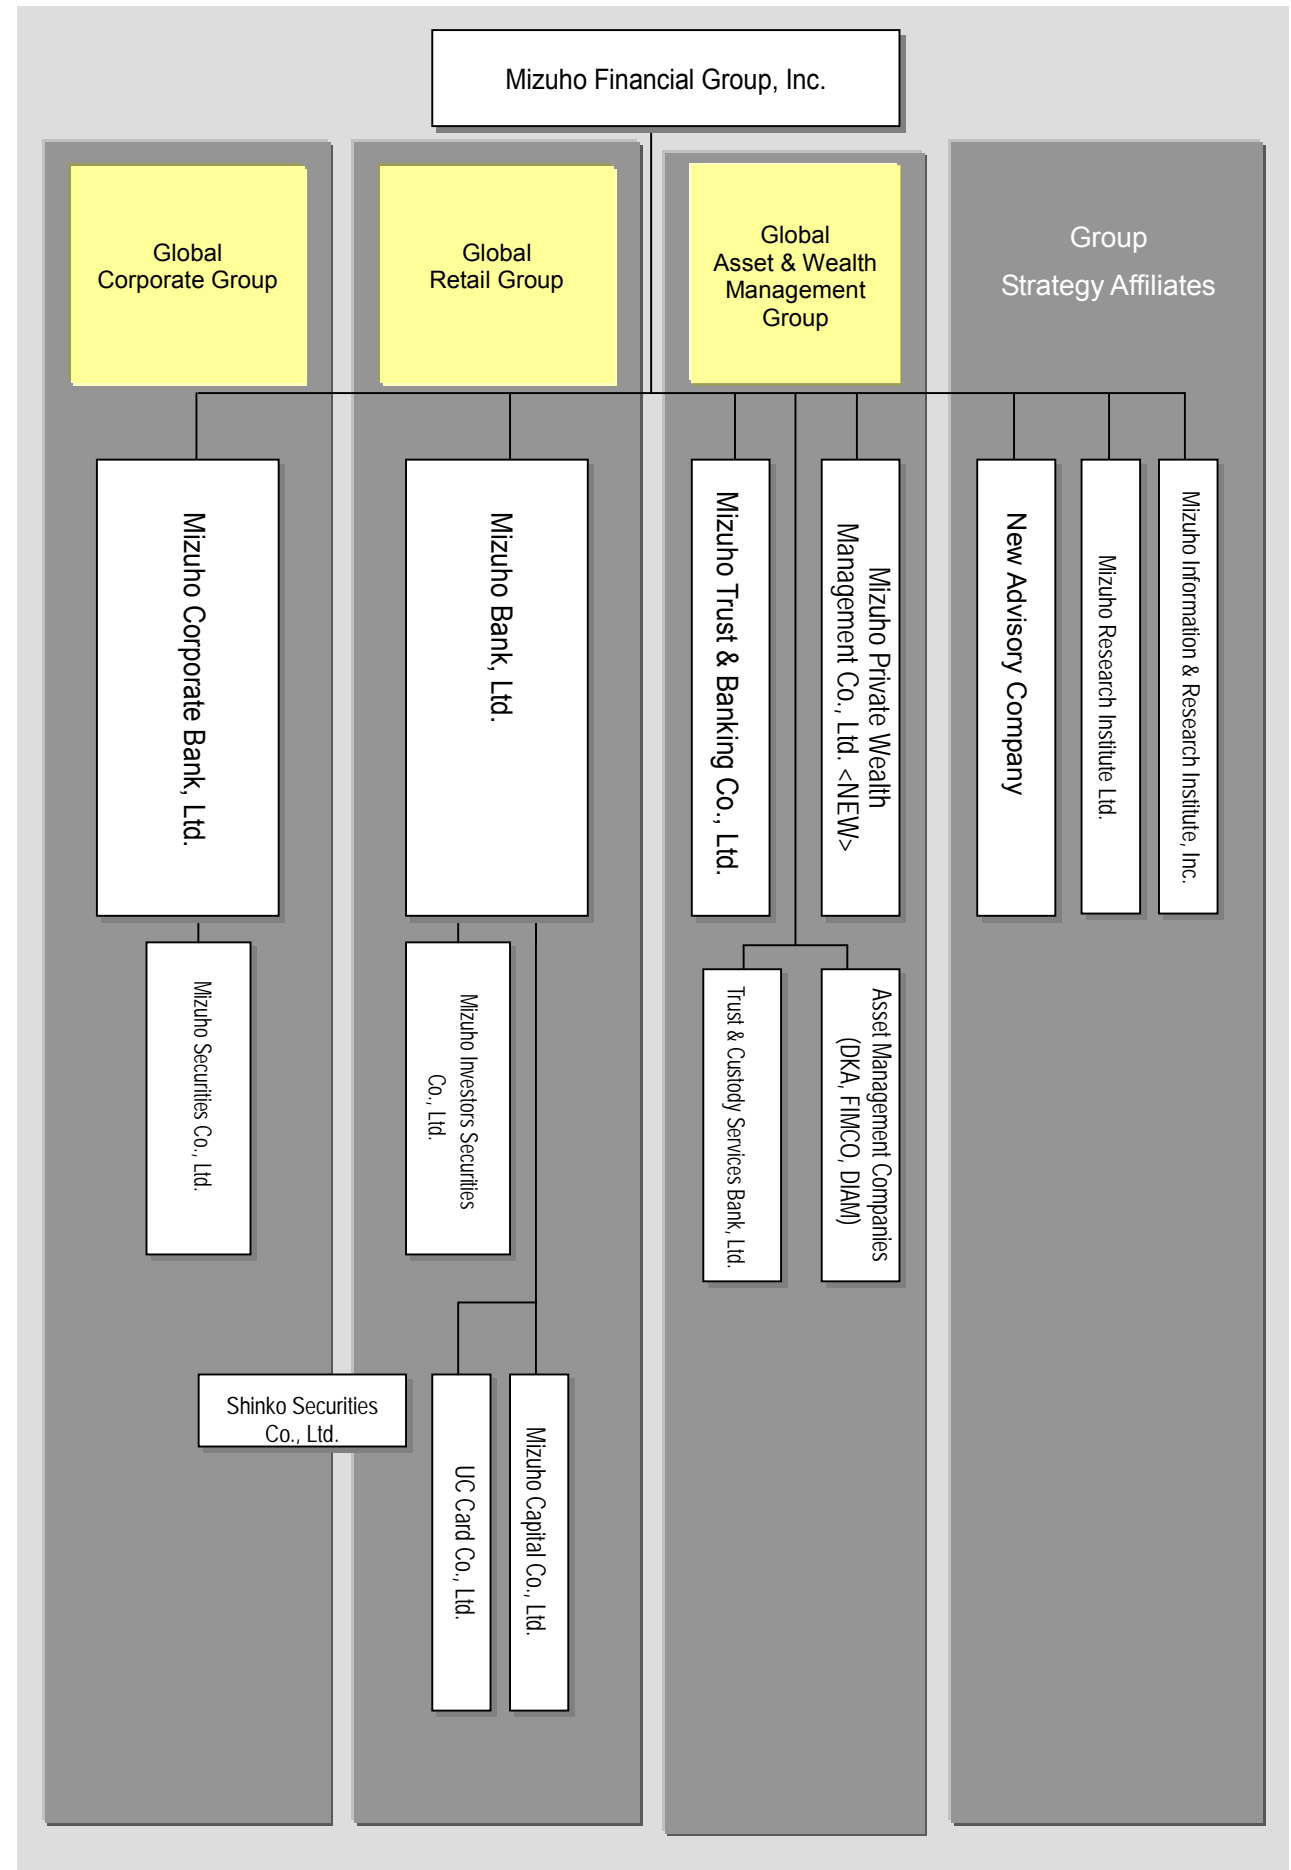 Mizuho Financial Group, Inc.
Global
Corporate Group
Global
Retail Group
Global
Asset & Wealth
Management
Group
Group
Strategy Affiliates
Mizuho Corporate Bank, Ltd.
Mizuho Bank, Ltd.
Mizuho Trust & Banking Co., Ltd.
Mizuho Private Wealth
Management Co., Ltd. <NEW>
New Advisory Company
Mizuho Research Institute Ltd.
Mizuho Information & Research Institute, Inc.
Mizuho Securities Co., Ltd.
Mizuho Investors Securities
Co., Ltd.
Trust & Custody Services Bank, Ltd.
Asset Management Companies
(DKA, FIMCO, DIAM)
Shinko Securities
Co., Ltd.
UC Card Co., Ltd.
Mizuho Capital Co., Ltd.